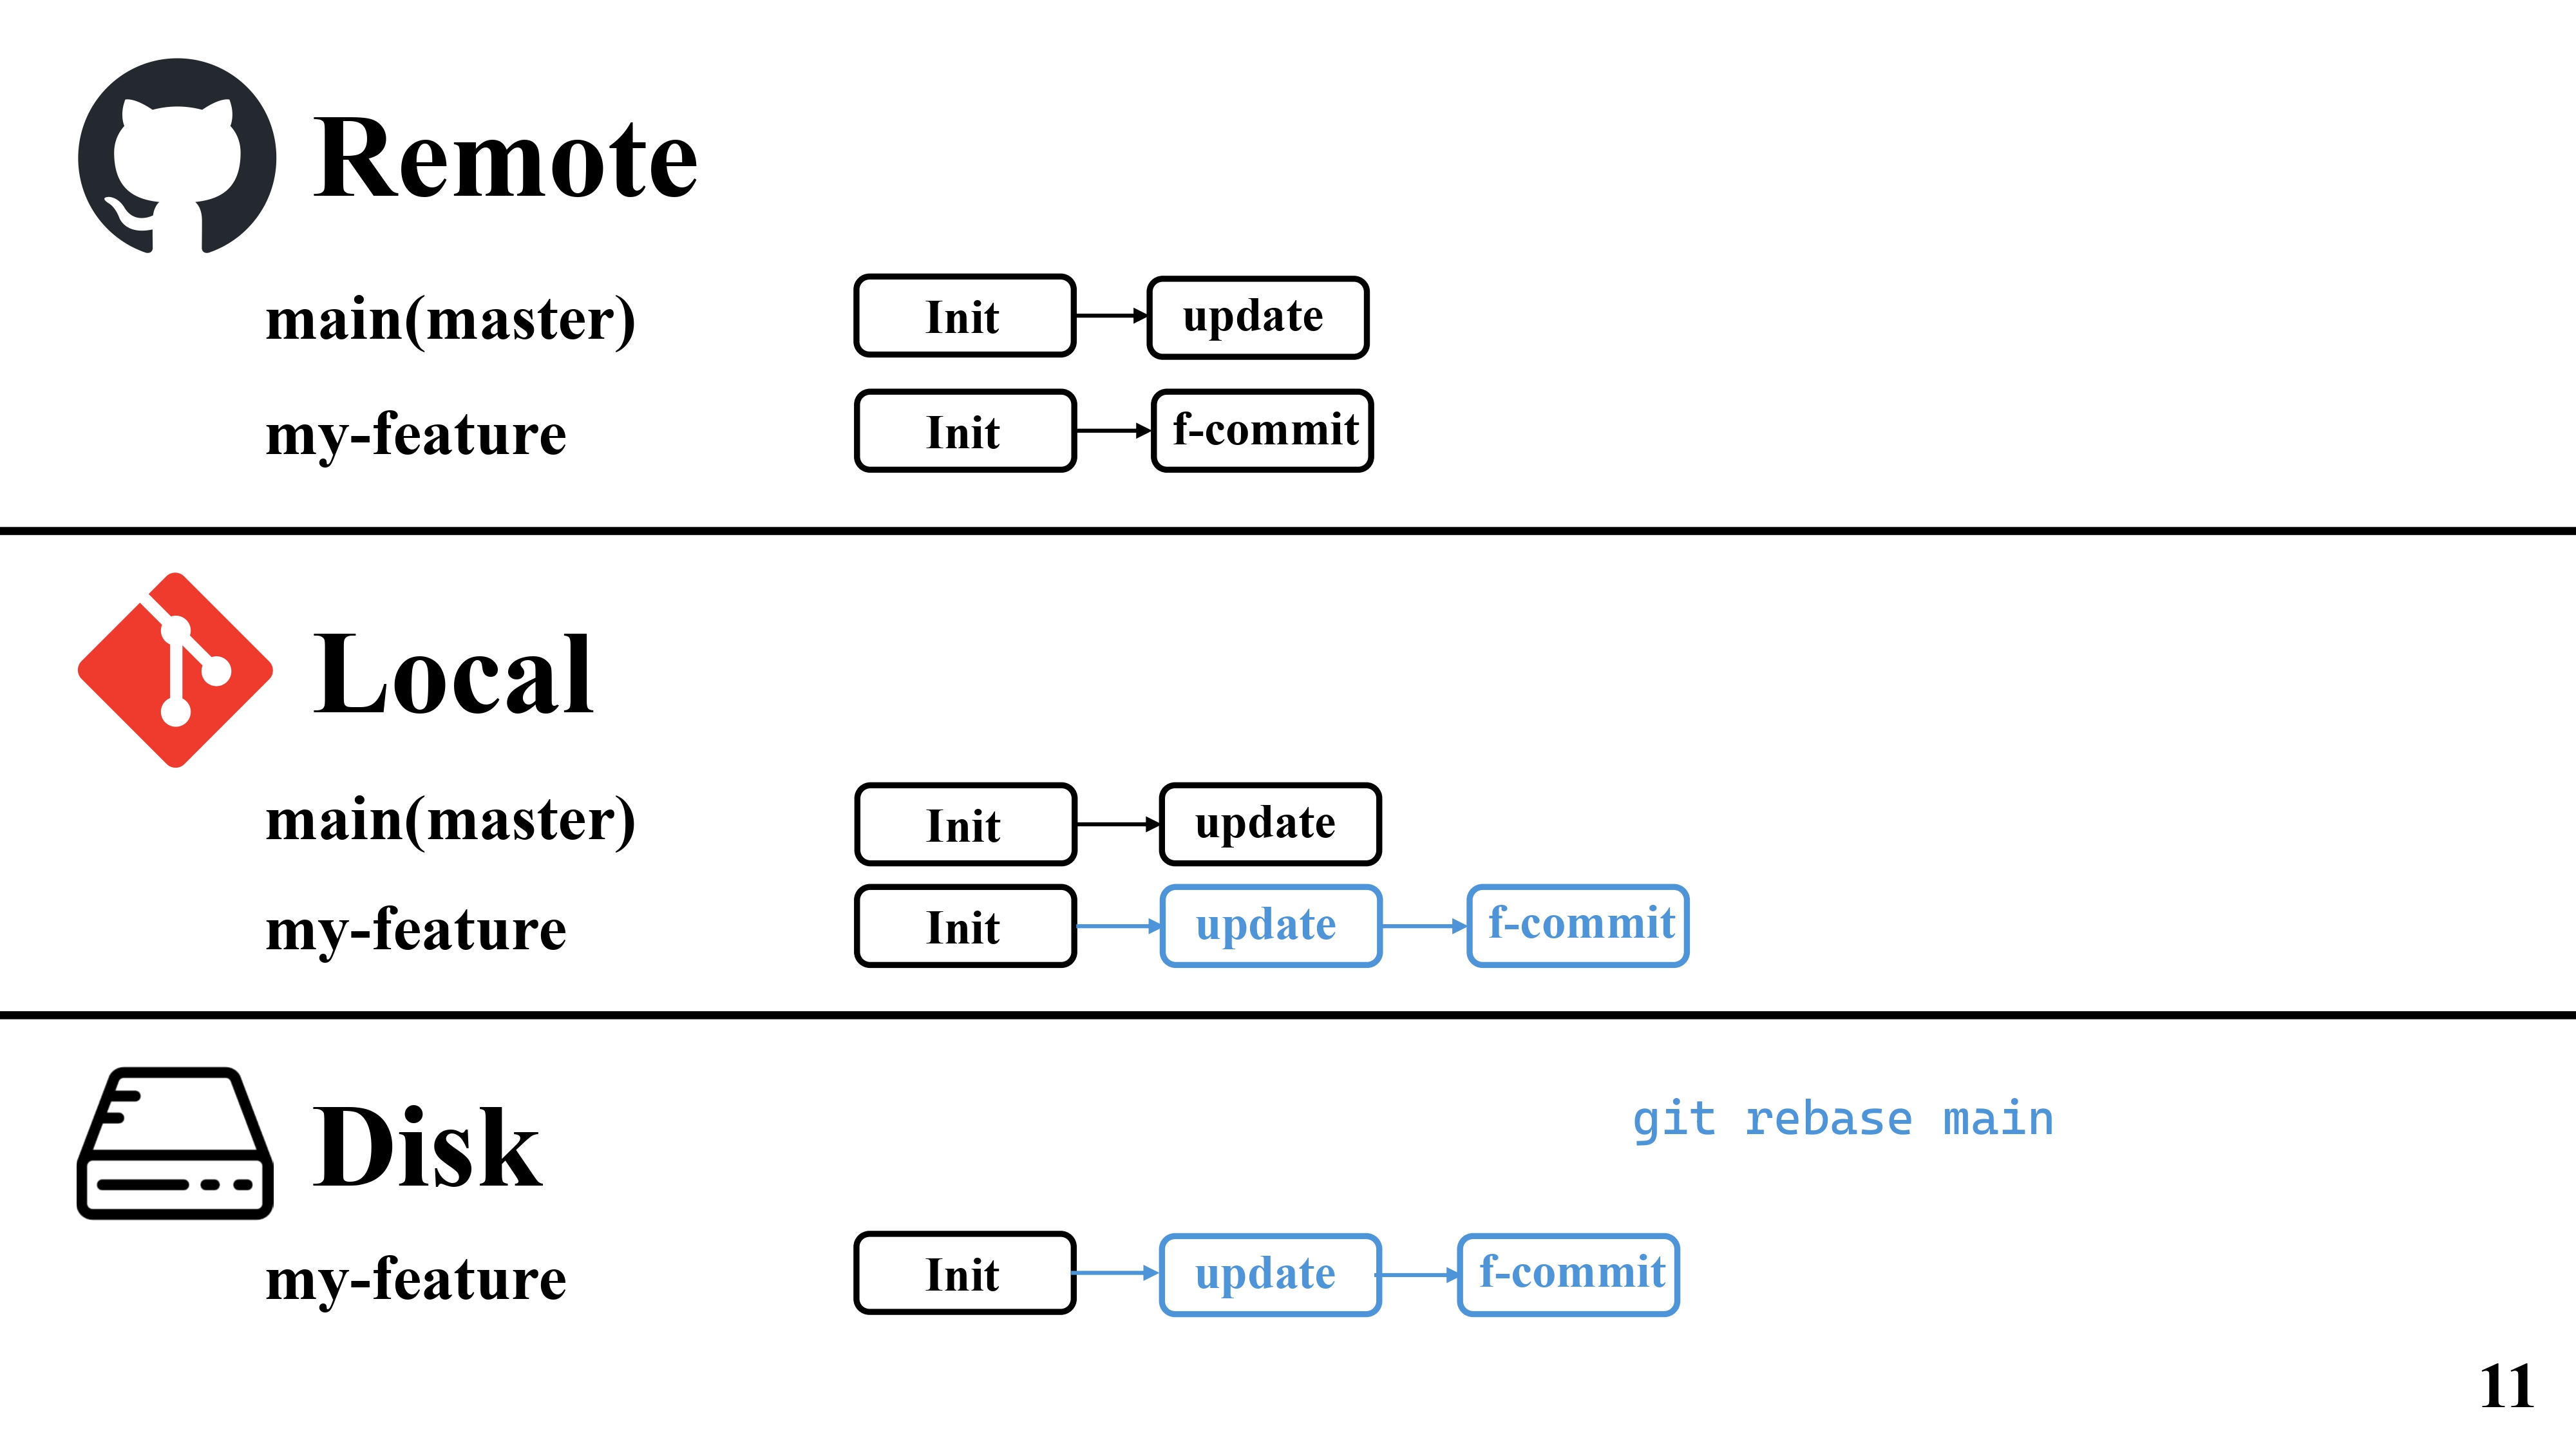 Remote
main(master) Init update
my-feature Init f-commit
Local
main(master) Init update
my-feature Init update f-commit
Disk
git rebase main
my-feature Init update f-commit
11